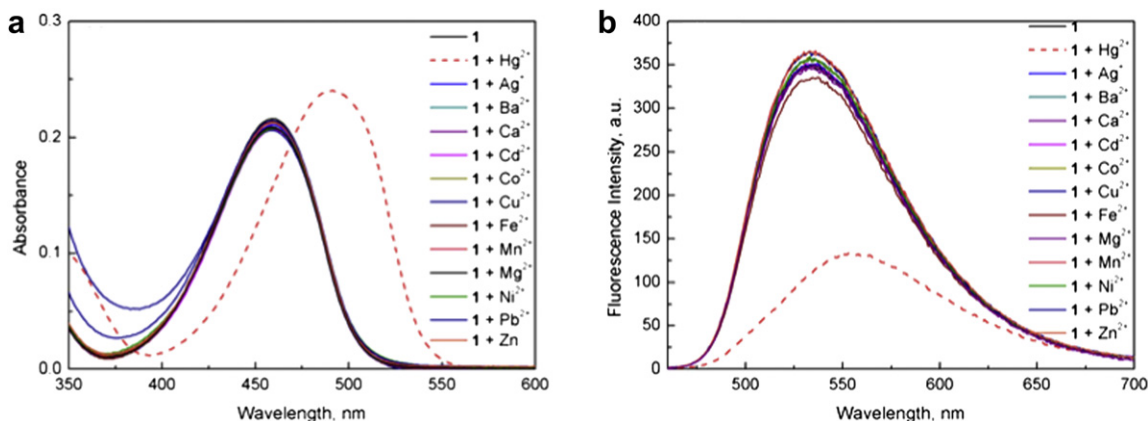 a
0.3
0.2
0.1
0.0
Absorbance
350 400 450 500 550 600
Wavelength, nm
1
1 + Hg²⁺
1 + Ag⁺
1 + Ba²⁺
1 + Ca²⁺
1 + Cd²⁺
1 + Co²⁺
1 + Cu²⁺
1 + Fe²⁺
1 + Mn²⁺
1 + Mg²⁺
1 + Ni²⁺
1 + Pb²⁺
1 + Zn
b
400
350
300
250
200
150
100
50
0
Fluorescence Intensity, a.u.
500 550 600 650 700
Wavelength, nm
1
1 + Hg²⁺
1 + Ag⁺
1 + Ba²⁺
1 + Ca²⁺
1 + Cd²⁺
1 + Co²⁺
1 + Cu²⁺
1 + Fe²⁺
1 + Mg²⁺
1 + Mn²⁺
1 + Ni²⁺
1 + Pb²⁺
1 + Zn²⁺